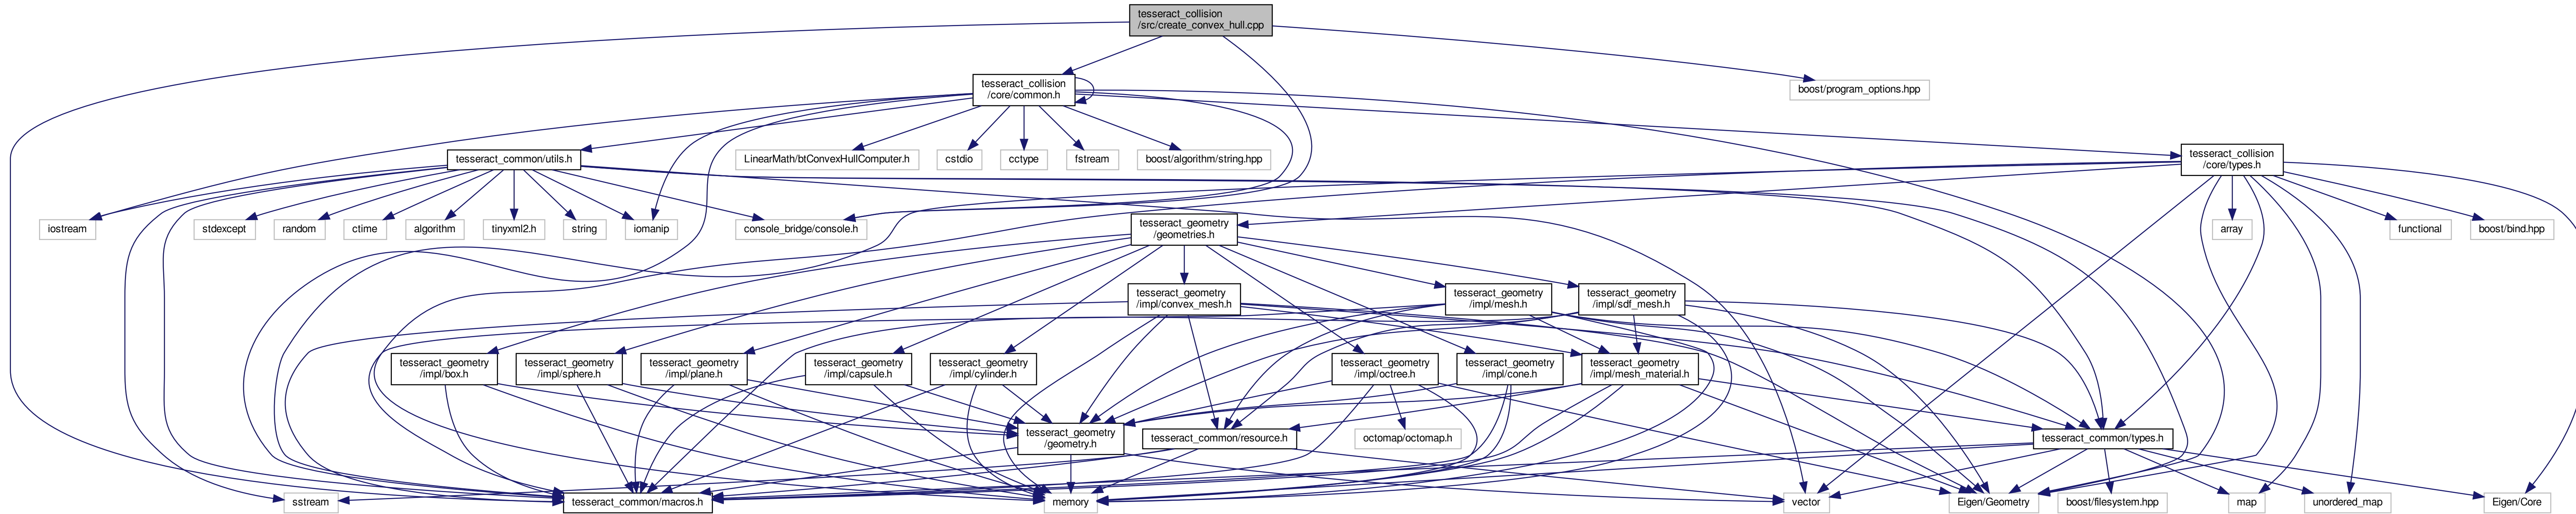 tesseract_collision
/src/create_convex_hull.cpp
tesseract_collision
/core/common.h
boost/program_options.hpp
tesseract_common/utils.h
LinearMath/btConvexHullComputer.h
cstdio
cctype
fstream
boost/algorithm/string.hpp
tesseract_collision
/core/types.h
iostream
stdexcept
random
ctime
algorithm
tinyxml2.h
string
iomanip
console_bridge/console.h
tesseract_geometry
/geometries.h
array
functional
boost/bind.hpp
tesseract_geometry
/impl/convex_mesh.h
tesseract_geometry
/impl/mesh.h
tesseract_geometry
/impl/sdf_mesh.h
tesseract_geometry
/impl/box.h
tesseract_geometry
/impl/sphere.h
tesseract_geometry
/impl/plane.h
tesseract_geometry
/impl/capsule.h
tesseract_geometry
/impl/cylinder.h
tesseract_geometry
/impl/octree.h
tesseract_geometry
/impl/cone.h
tesseract_geometry
/impl/mesh_material.h
tesseract_geometry
/geometry.h
tesseract_common/resource.h
octomap/octomap.h
tesseract_common/types.h
sstream
tesseract_common/macros.h
memory
vector
Eigen/Geometry
boost/filesystem.hpp
map
unordered_map
Eigen/Core